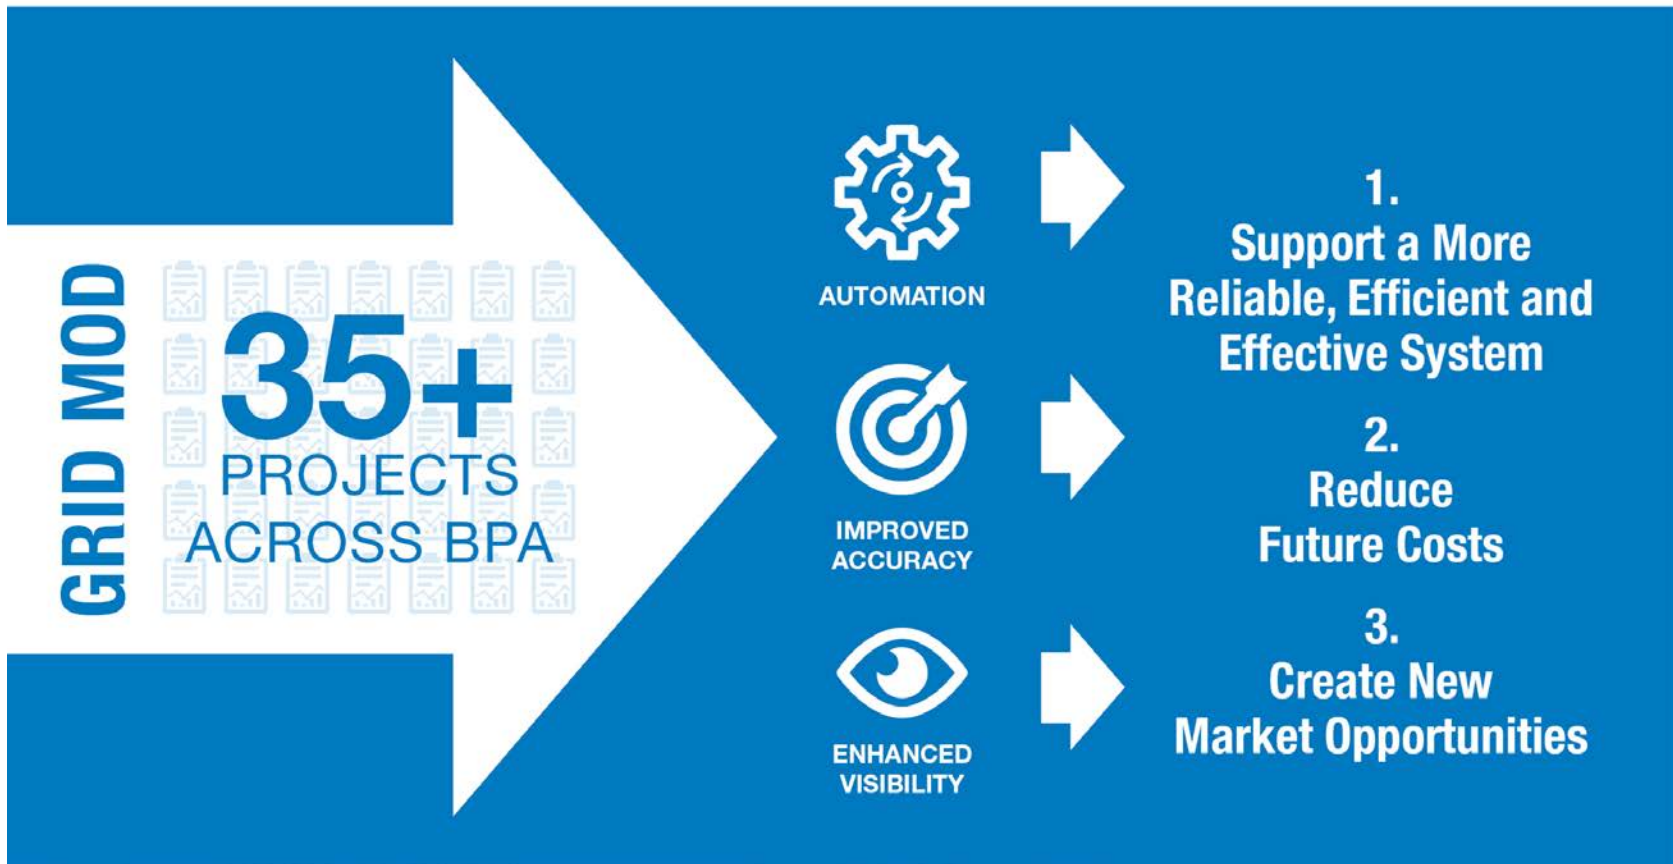 GRID MOD
35+
PROJECTS
ACROSS BPA
AUTOMATION
IMPROVED
ACCURACY
ENHANCED
VISIBILITY
1.
Support a More
Reliable, Efficient and
Effective System
2.
Reduce
Future Costs
3.
Create New
Market Opportunities